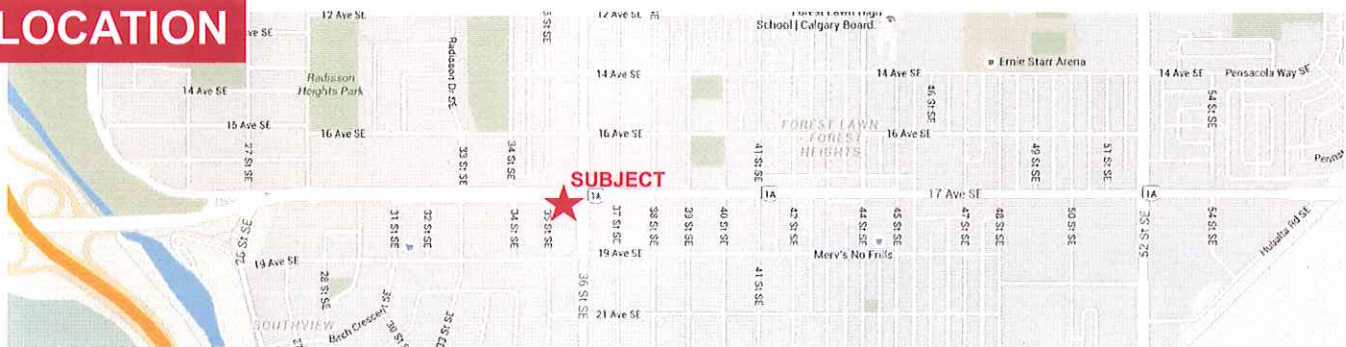 LOCATION
12 Ave SE
12 Ave SE
Forest Lawn High
School | Calgary Board
ve SE
Radisson Dr SE
Radisson
Heights Park
14 Ave SE
14 Ave SE
14 Ave SE
Ernie Starr Arena
14 Ave SE
Pensacola Way SE
46 St SE
54 St SE
15 Ave SE
16 Ave SE
16 Ave SE
FOREST LAWN
- FOREST
HEIGHTS
16 Ave SE
27 St SE
33 St SE
34 St SE
41 St SE
49 St SE
51 St SE
SUBJECT
1A
1A
17 Ave SE
1A
26 St SE
31 St SE
32 St SE
34 St SE
35 St SE
37 St SE
38 St SE
39 St SE
40 St SE
42 St SE
44 St SE
45 St SE
47 St SE
48 St SE
50 St SE
52 St SE
54 St SE
Hubalta Rd SE
19 Ave SE
19 Ave SE
Merv's No Frills
28 St SE
36 St SE
41 St SE
SOUTHVIEW
Birch Crescent SE
21 Ave SE